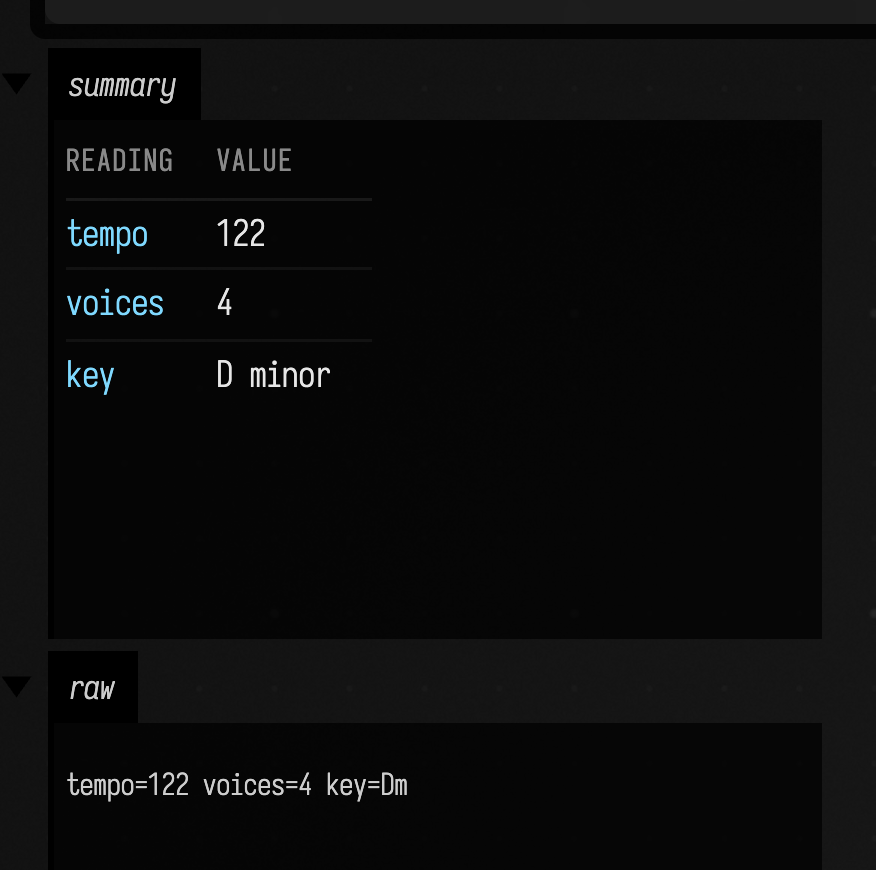 summary
READING VALUE
tempo 122
voices 4
key D minor
raw
tempo=122 voices=4 key=Dm